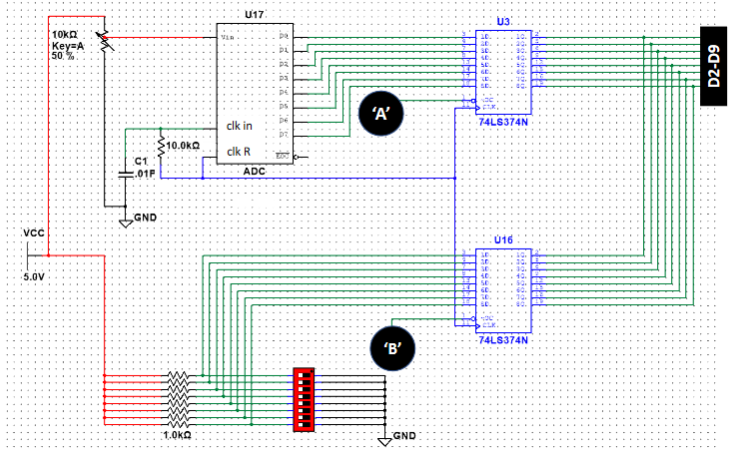 U17
10kΩ
Key=A
50 %
Vin
D0
D1
D2
D3
D4
D5
D6
D7
clk in
clk R
EOC
ADC
10.0kΩ
C1
.01F
GND
VCC
5.0V
U3
1D 1Q
2D 2Q
3D 3Q
4D 4Q
5D 5Q
6D 6Q
7D 7Q
8D 8Q
~OC
CLK
74LS374N
'A'
D2-D9
U16
1D 1Q
2D 2Q
3D 3Q
4D 4Q
5D 5Q
6D 6Q
7D 7Q
8D 8Q
~OC
CLK
74LS374N
'B'
1.0kΩ
GND